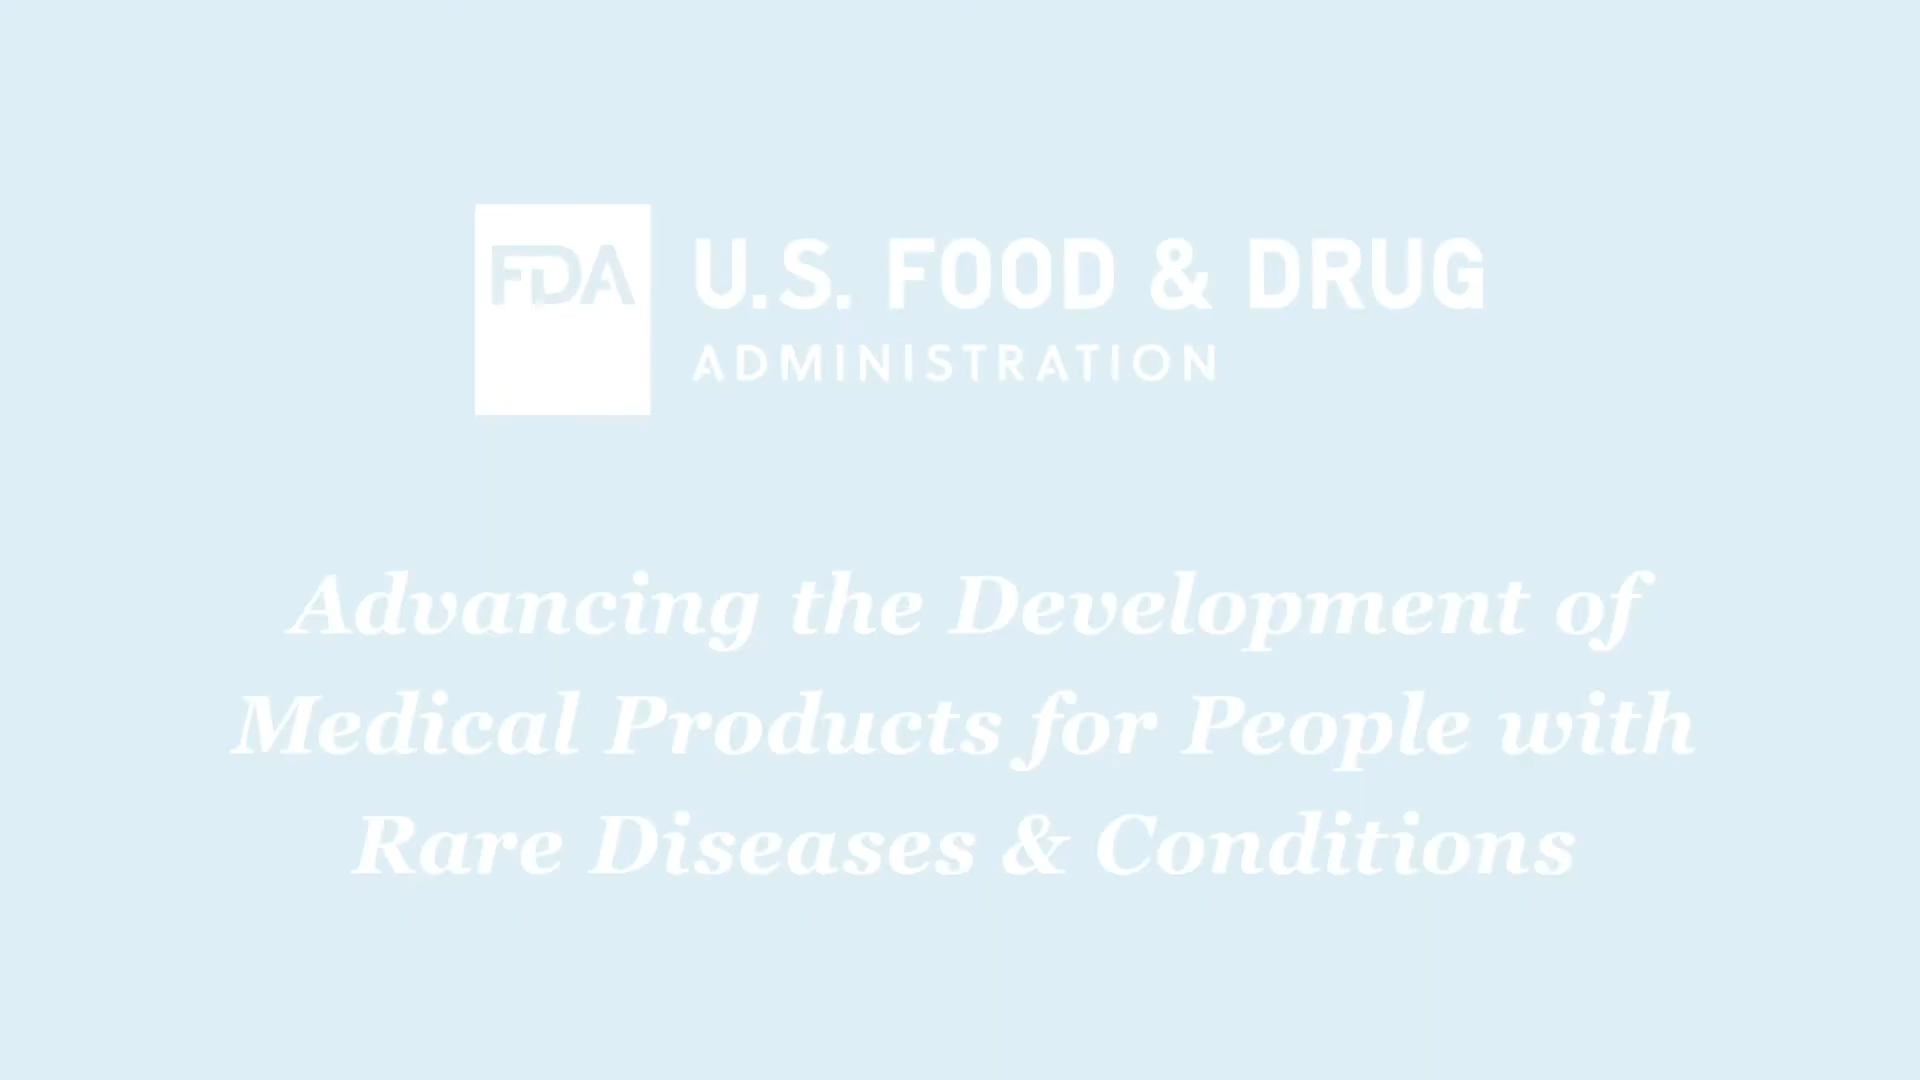 FDA U.S. FOOD & DRUG
ADMINISTRATION
Advancing the Development of
Medical Products for People with
Rare Diseases & Conditions